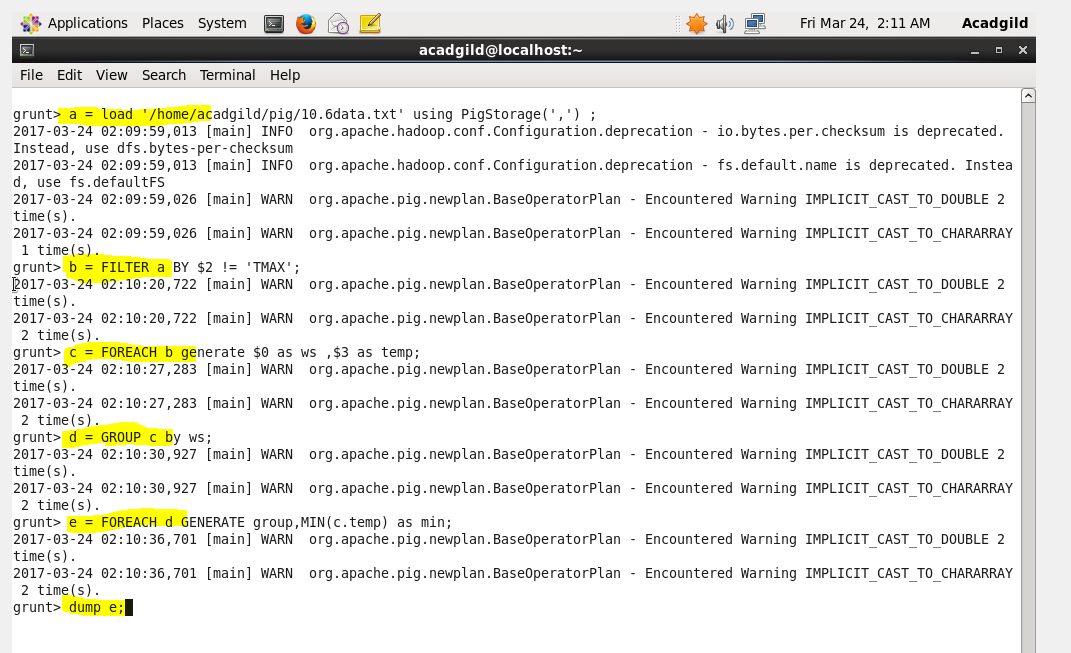 Applications Places System Fri Mar 24, 2:11 AM Acadgild
acadgild@localhost:~
File Edit View Search Terminal Help
grunt> a = load '/home/acadgild/pig/10.6data.txt' using PigStorage(',') ;
2017-03-24 02:09:59,013 [main] INFO  org.apache.hadoop.conf.Configuration.deprecation - io.bytes.per.checksum is deprecated.
Instead, use dfs.bytes-per-checksum
2017-03-24 02:09:59,013 [main] INFO  org.apache.hadoop.conf.Configuration.deprecation - fs.default.name is deprecated. Instea
d, use fs.defaultFS
2017-03-24 02:09:59,026 [main] WARN  org.apache.pig.newplan.BaseOperatorPlan - Encountered Warning IMPLICIT_CAST_TO_DOUBLE 2
time(s).
2017-03-24 02:09:59,026 [main] WARN  org.apache.pig.newplan.BaseOperatorPlan - Encountered Warning IMPLICIT_CAST_TO_CHARARRAY
 1 time(s).
grunt> b = FILTER a BY $2 != 'TMAX';
2017-03-24 02:10:20,722 [main] WARN  org.apache.pig.newplan.BaseOperatorPlan - Encountered Warning IMPLICIT_CAST_TO_DOUBLE 2
time(s).
2017-03-24 02:10:20,722 [main] WARN  org.apache.pig.newplan.BaseOperatorPlan - Encountered Warning IMPLICIT_CAST_TO_CHARARRAY
 2 time(s).
grunt> c = FOREACH b generate $0 as ws ,$3 as temp;
2017-03-24 02:10:27,283 [main] WARN  org.apache.pig.newplan.BaseOperatorPlan - Encountered Warning IMPLICIT_CAST_TO_DOUBLE 2
time(s).
2017-03-24 02:10:27,283 [main] WARN  org.apache.pig.newplan.BaseOperatorPlan - Encountered Warning IMPLICIT_CAST_TO_CHARARRAY
 2 time(s).
grunt> d = GROUP c by ws;
2017-03-24 02:10:30,927 [main] WARN  org.apache.pig.newplan.BaseOperatorPlan - Encountered Warning IMPLICIT_CAST_TO_DOUBLE 2
time(s).
2017-03-24 02:10:30,927 [main] WARN  org.apache.pig.newplan.BaseOperatorPlan - Encountered Warning IMPLICIT_CAST_TO_CHARARRAY
 2 time(s).
grunt> e = FOREACH d GENERATE group,MIN(c.temp) as min;
2017-03-24 02:10:36,701 [main] WARN  org.apache.pig.newplan.BaseOperatorPlan - Encountered Warning IMPLICIT_CAST_TO_DOUBLE 2
time(s).
2017-03-24 02:10:36,701 [main] WARN  org.apache.pig.newplan.BaseOperatorPlan - Encountered Warning IMPLICIT_CAST_TO_CHARARRAY
 2 time(s).
grunt> dump e;